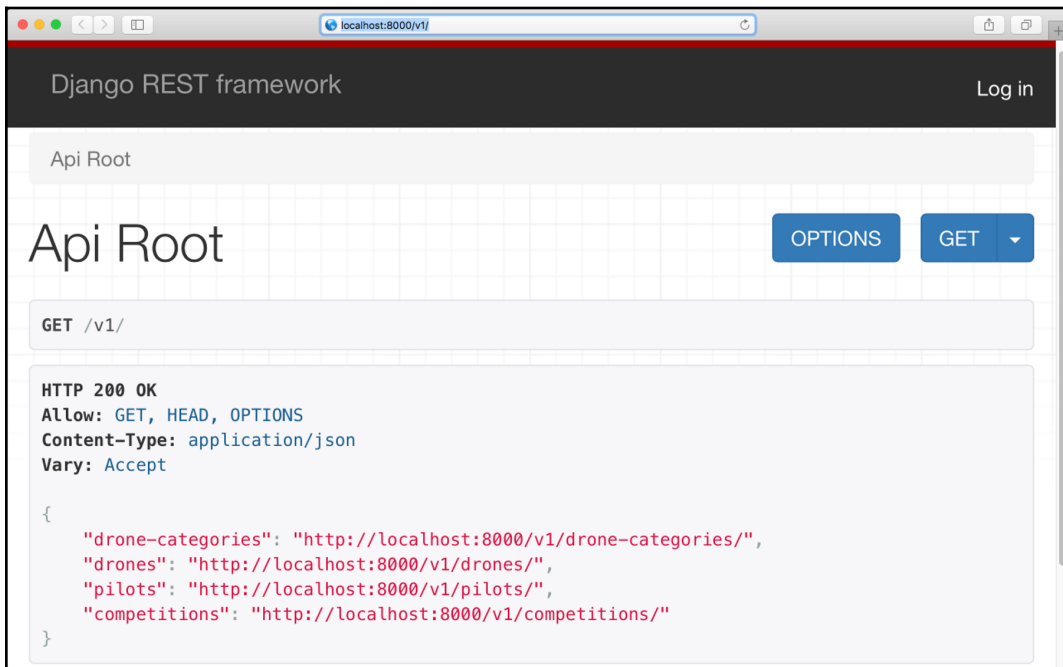 localhost:8000/v1/
Django REST framework
Log in
Api Root
Api Root
OPTIONS
GET
GET /v1/
HTTP 200 OK
Allow: GET, HEAD, OPTIONS
Content-Type: application/json
Vary: Accept
{
"drone-categories": "http://localhost:8000/v1/drone-categories/",
"drones": "http://localhost:8000/v1/drones/",
"pilots": "http://localhost:8000/v1/pilots/",
"competitions": "http://localhost:8000/v1/competitions/"
}